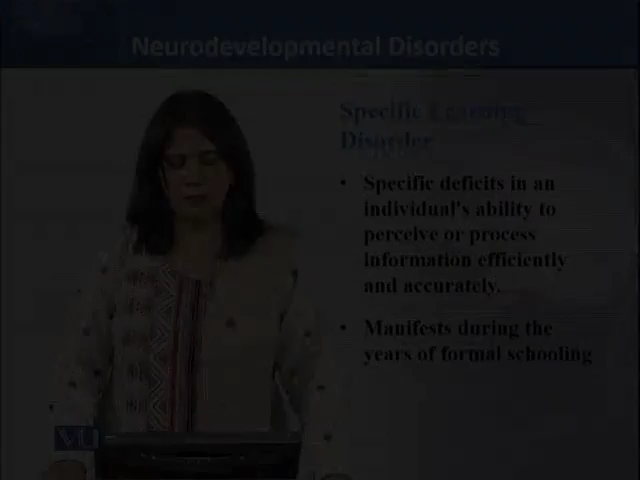 Neurodevelopmental Disorders
Specific Learning
Disorder
• Specific deficits in an
individual's ability to
perceive or process
information efficiently
and accurately.
• Manifests during the
years of formal schooling
VU